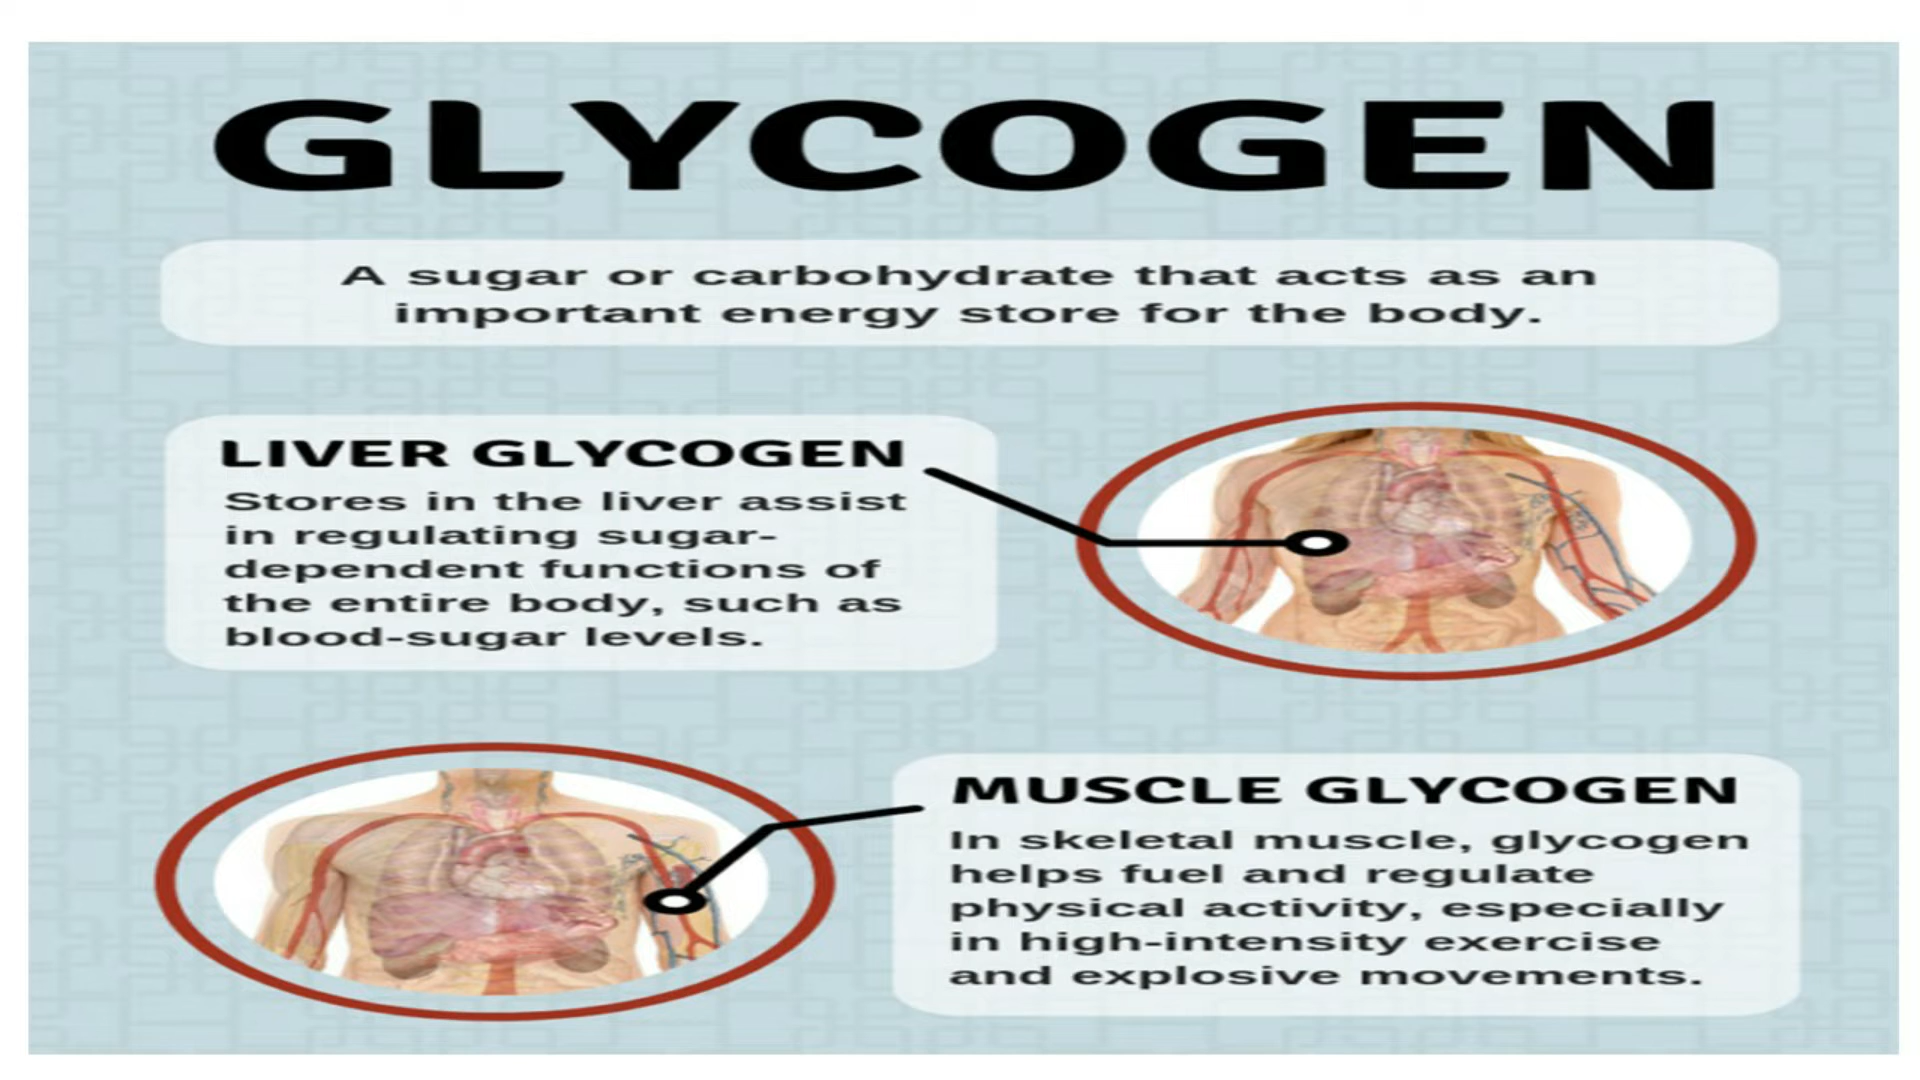 GLYCOGEN
A sugar or carbohydrate that acts as an
important energy store for the body.
LIVER GLYCOGEN
Stores in the liver assist
in regulating sugar-
dependent functions of
the entire body, such as
blood-sugar levels.
MUSCLE GLYCOGEN
In skeletal muscle, glycogen
helps fuel and regulate
physical activity, especially
in high-intensity exercise
and explosive movements.